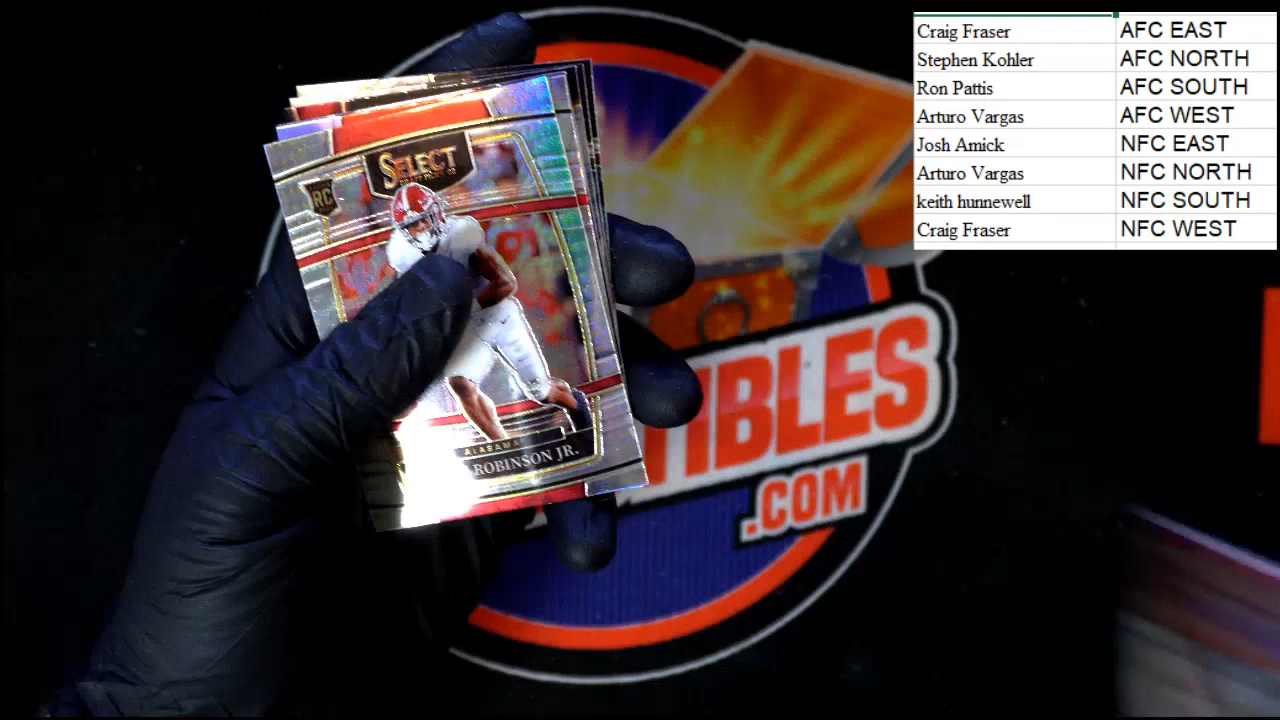 Craig Fraser AFC EAST
Stephen Kohler AFC NORTH
Ron Pattis AFC SOUTH
Arturo Vargas AFC WEST
Josh Amick NFC EAST
Arturo Vargas NFC NORTH
keith hunnewell NFC SOUTH
Craig Fraser NFC WEST
SELECT
RC
ALABAMA
ROBINSON JR.
TIBLES
.COM